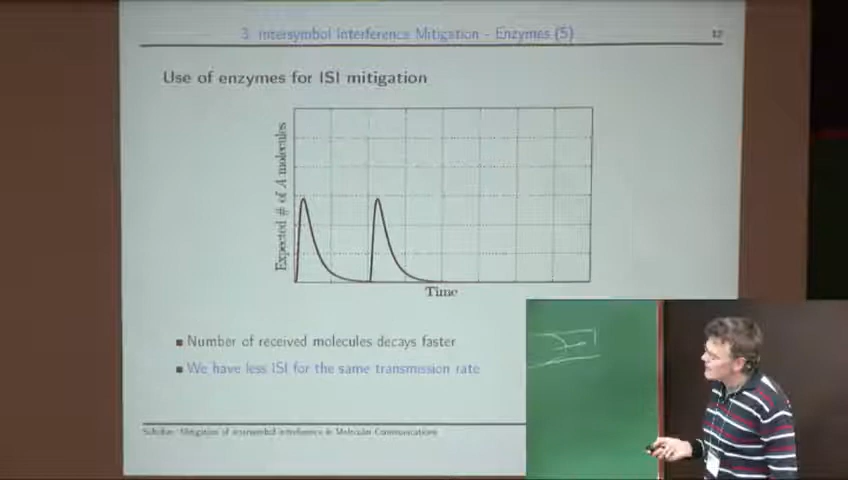 3. Intersymbol Interference Mitigation - Enzymes (5)
12
Use of enzymes for ISI mitigation
Expected # of A molecules
Time
■ Number of received molecules decays faster
■ We have less ISI for the same transmission rate
Schober: Mitigation of Intersymbol Interference in Molecular Communications